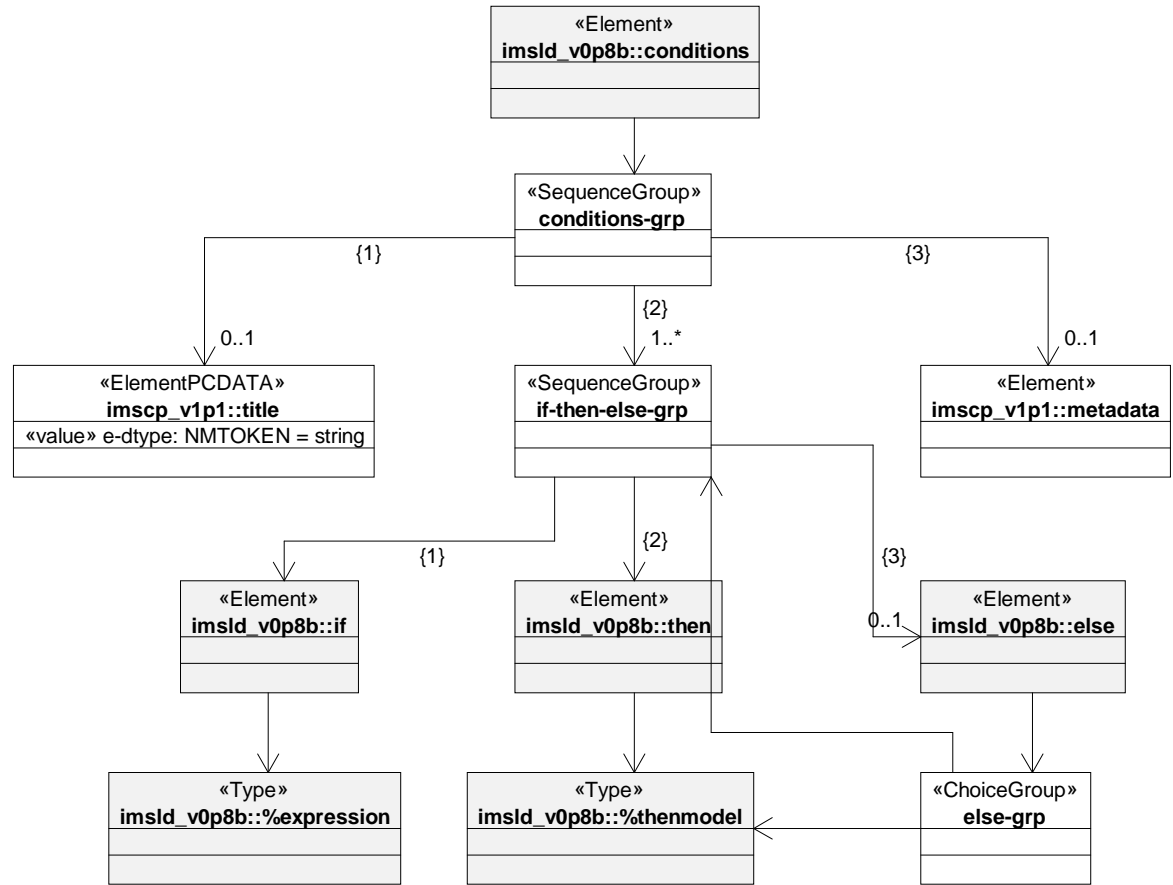 «Element»
imsld_v0p8b::conditions
«SequenceGroup»
conditions-grp
{1}
{3}
{2}
0..1
1..*
0..1
«ElementPCDATA»
imscp_v1p1::title
«value» e-dtype: NMTOKEN = string
«SequenceGroup»
if-then-else-grp
«Element»
imscp_v1p1::metadata
{1}
{2}
{3}
«Element»
imsld_v0p8b::if
«Element»
imsld_v0p8b::then
0..1
«Element»
imsld_v0p8b::else
«Type»
imsld_v0p8b::%expression
«Type»
imsld_v0p8b::%thenmodel
«ChoiceGroup»
else-grp